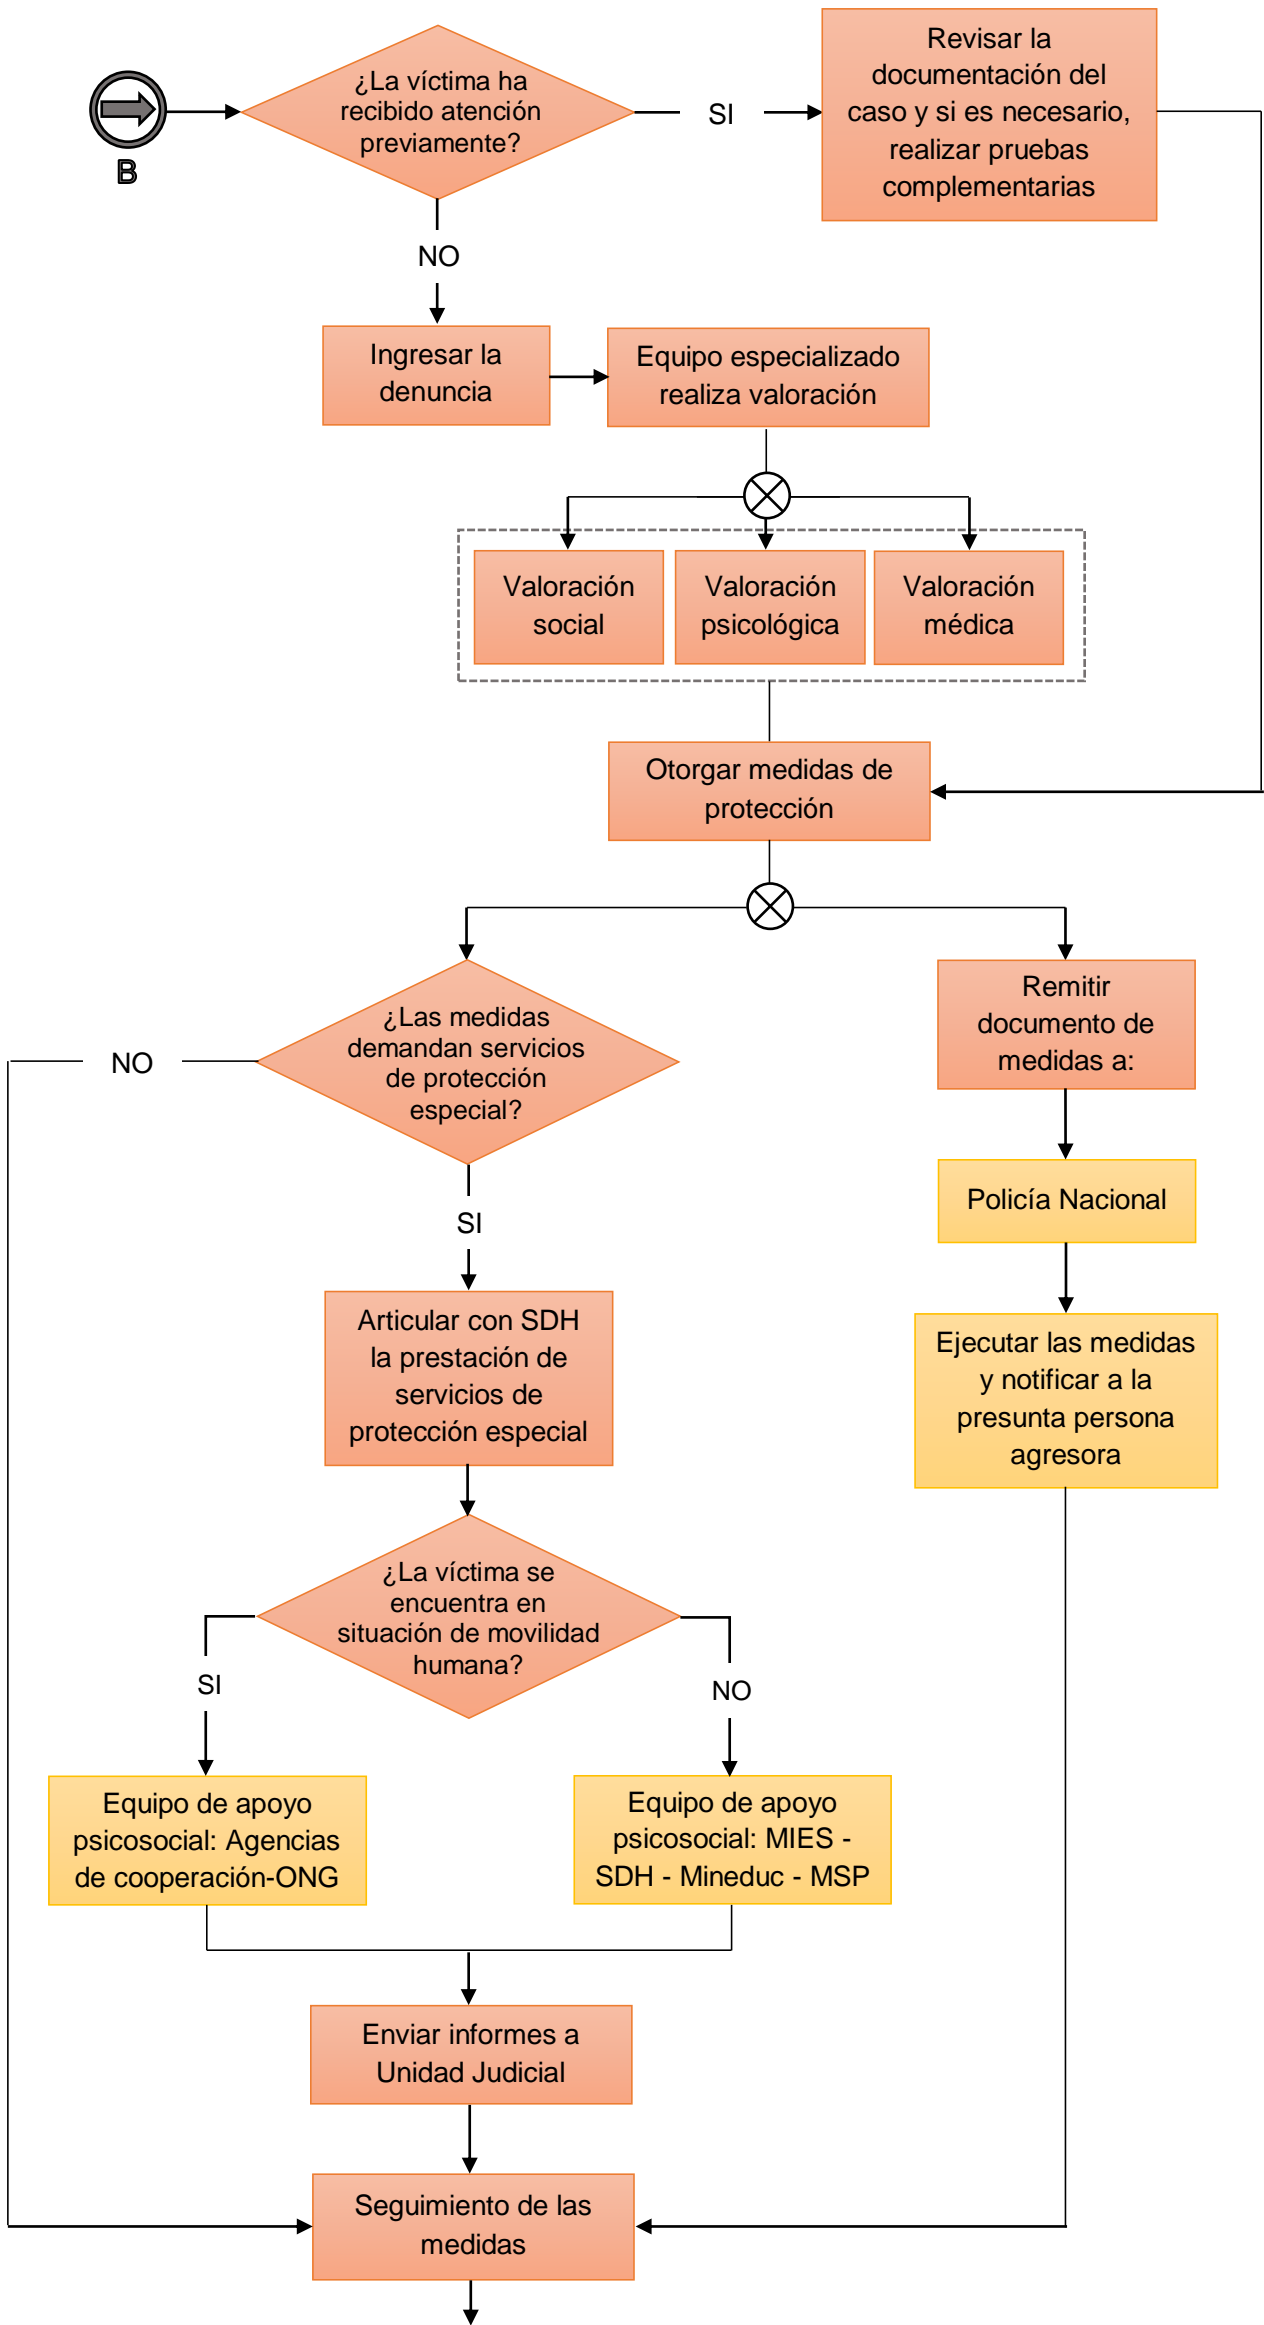 ¿La víctima ha
recibido atención
previamente?
SI
Revisar la
documentación del
caso y si es necesario,
realizar pruebas
complementarias
B
NO
Ingresar la
denuncia
Equipo especializado
realiza valoración
Valoración
social
Valoración
psicológica
Valoración
médica
Otorgar medidas de
protección
¿Las medidas
demandan servicios
de protección
especial?
NO
Remitir
documento de
medidas a:
SI
Policía Nacional
Articular con SDH
la prestación de
servicios de
protección especial
Ejecutar las medidas
y notificar a la
presunta persona
agresora
¿La víctima se
encuentra en
situación de movilidad
humana?
SI
NO
Equipo de apoyo
psicosocial: Agencias
de cooperación-ONG
Equipo de apoyo
psicosocial: MIES -
SDH - Mineduc - MSP
Enviar informes a
Unidad Judicial
Seguimiento de las
medidas